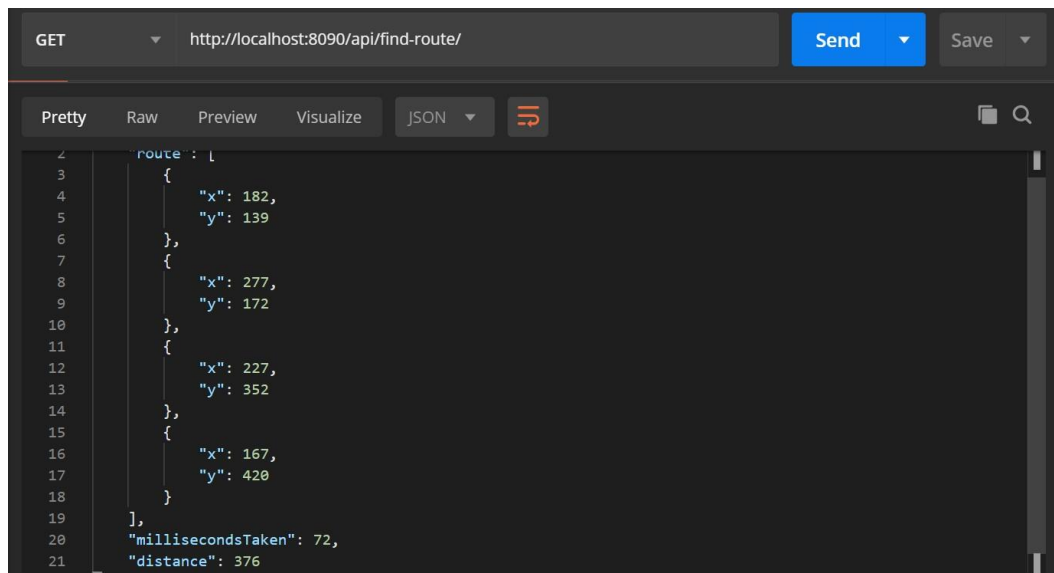 GET http://localhost:8090/api/find-route/ Send Save
Pretty Raw Preview Visualize JSON
2 "route": [
3 {
4 "x": 182,
5 "y": 139
6 },
7 {
8 "x": 277,
9 "y": 172
10 },
11 {
12 "x": 227,
13 "y": 352
14 },
15 {
16 "x": 167,
17 "y": 420
18 }
19 ],
20 "millisecondsTaken": 72,
21 "distance": 376